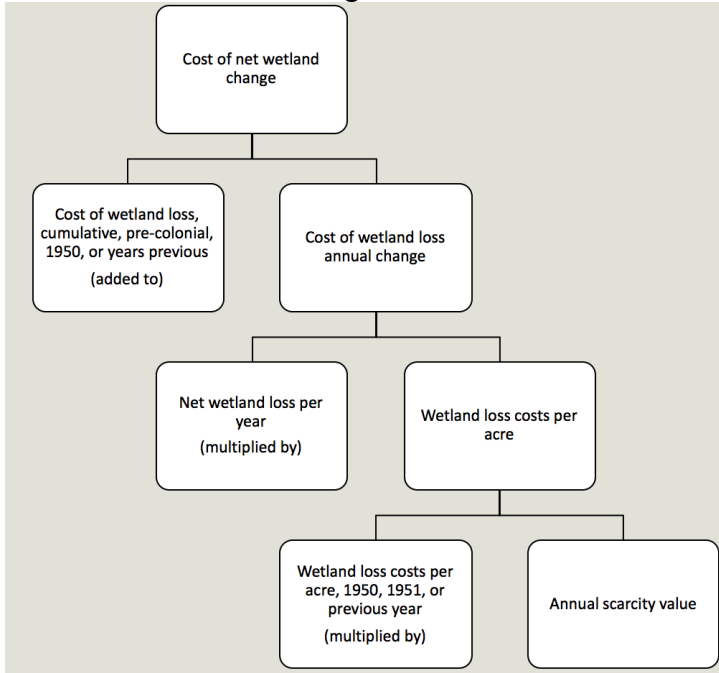 Cost of net wetland
change
Cost of wetland loss,
cumulative, pre-colonial,
1950, or years previous
(added to)
Cost of wetland loss
annual change
Net wetland loss per
year
(multiplied by)
Wetland loss costs per
acre
Wetland loss costs per
acre, 1950, 1951, or
previous year
(multiplied by)
Annual scarcity value